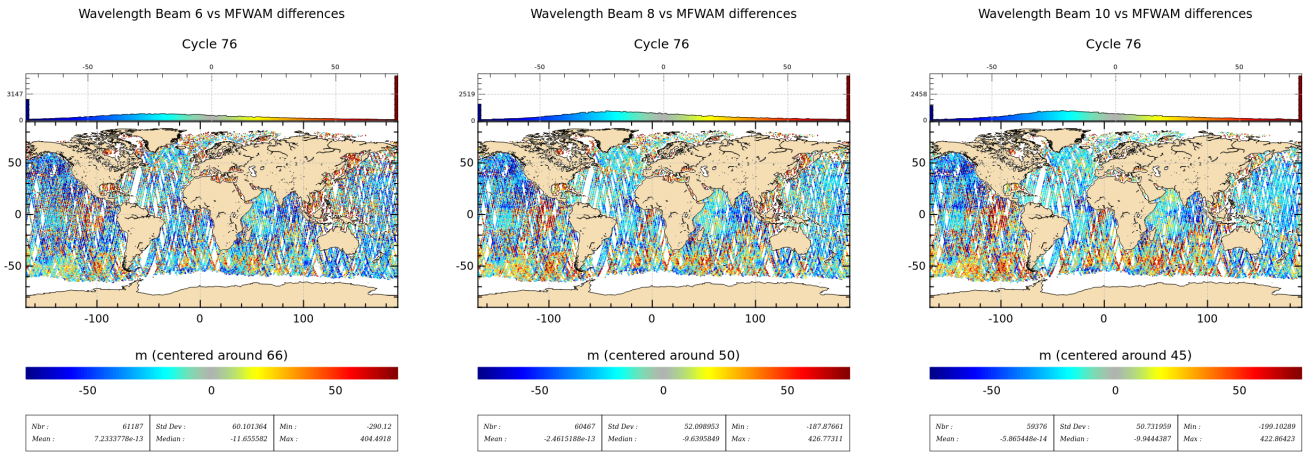 Wavelength Beam 6 vs MFWAM differences
Cycle 76
-50 0 50
3147
0
50
0
-50
-100 0 100
m (centered around 66)
-50 0 50
Nbr : 61187 Std Dev : 60.101364 Min : -290.12
Mean : 7.2333778e-13 Median : -11.655582 Max : 404.4918
Wavelength Beam 8 vs MFWAM differences
Cycle 76
-50 0 50
2519
0
50
0
-50
-100 0 100
m (centered around 50)
-50 0 50
Nbr : 60467 Std Dev : 52.098953 Min : -187.87661
Mean : -2.4615188e-13 Median : -9.6395849 Max : 426.77311
Wavelength Beam 10 vs MFWAM differences
Cycle 76
-50 0 50
2458
0
50
0
-50
-100 0 100
m (centered around 45)
-50 0 50
Nbr : 59376 Std Dev : 50.731959 Min : -199.10289
Mean : -5.865448e-14 Median : -9.9444387 Max : 422.86423